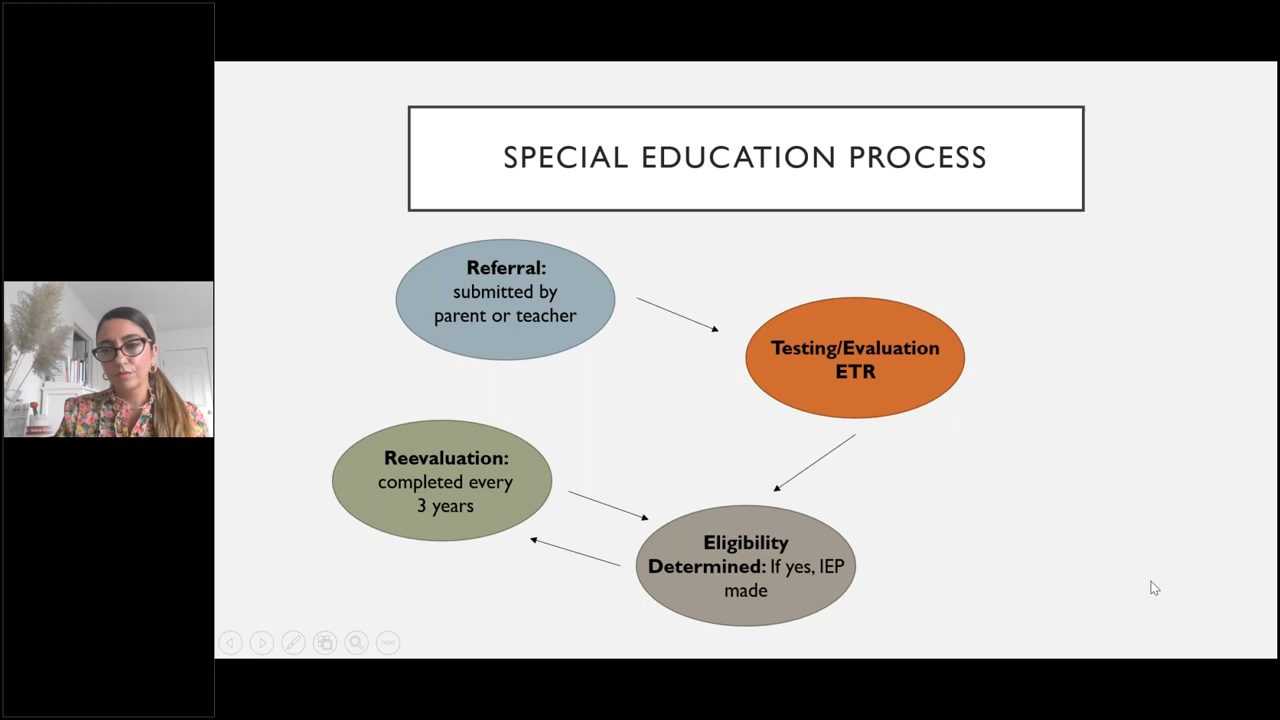 SPECIAL EDUCATION PROCESS
Referral:
submitted by
parent or teacher
Testing/Evaluation
ETR
Reevaluation:
completed every
3 years
Eligibility
Determined: If yes, IEP
made